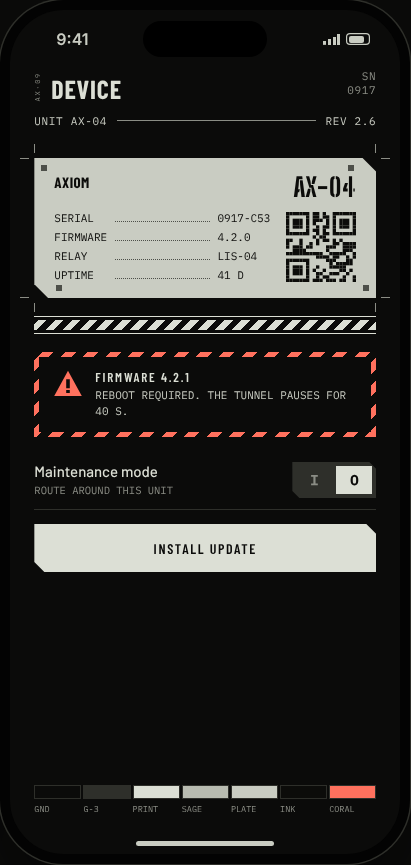 9:41
AX-09
DEVICE
SN
0917
UNIT AX-04
REV 2.6
AXIOM
AX-04
SERIAL 0917-C53
FIRMWARE 4.2.0
RELAY LIS-04
UPTIME 41 D
FIRMWARE 4.2.1
REBOOT REQUIRED. THE TUNNEL PAUSES FOR
40 S.
Maintenance mode
ROUTE AROUND THIS UNIT
I O
INSTALL UPDATE
GND G-3 PRINT SAGE PLATE INK CORAL